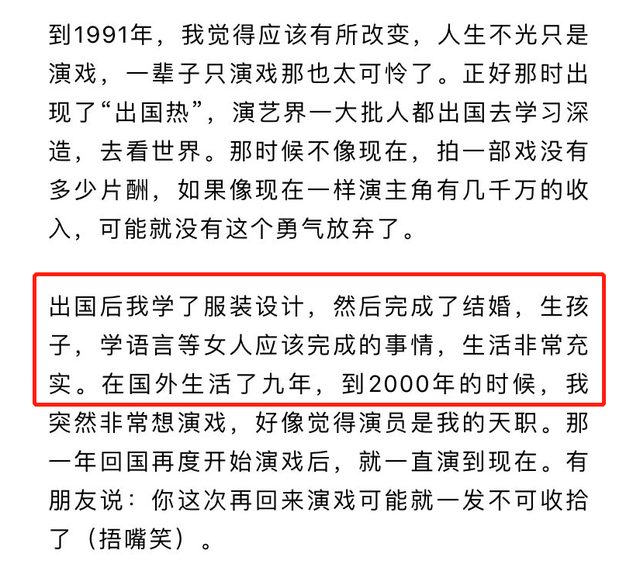 到1991年，我觉得应该有所改变，人生不光只是
演戏，一辈子只演戏那也太可怜了。正好那时出
现了“出国热”，演艺界一大批人都出国去学习深
造，去看世界。那时候不像现在，拍一部戏没有
多少片酬，如果像现在一样演主角有几千万的收
入，可能就没有这个勇气放弃了。
出国后我学了服装设计，然后完成了结婚，生孩
子，学语言等女人应该完成的事情，生活非常充
实。在国外生活了九年，到2000年的时候，我
突然非常想演戏，好像觉得演员是我的天职。那
一年回国再度开始演戏后，就一直演到现在。有
朋友说：你这次再回来演戏可能就一发不可收拾
了（捂嘴笑）。